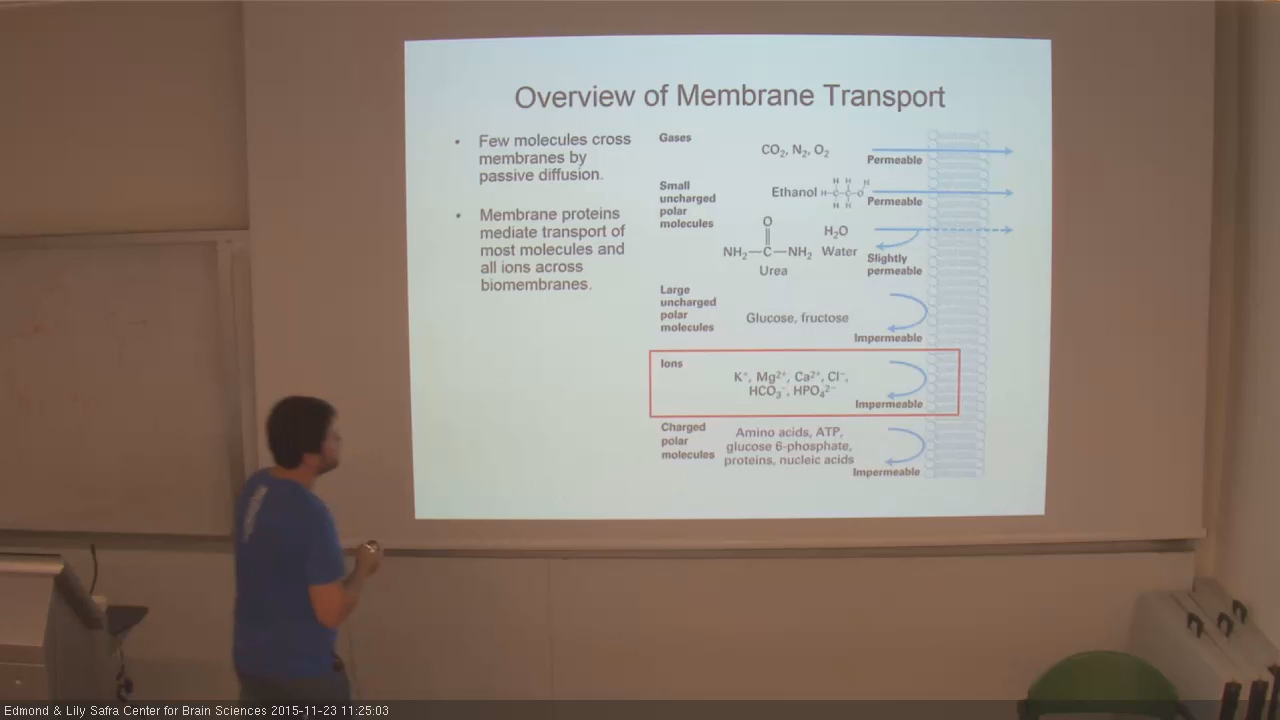 Overview of Membrane Transport
• Few molecules cross
membranes by
passive diffusion.
• Membrane proteins
mediate transport of
most molecules and
all ions across
biomembranes.
Gases
CO₂, N₂, O₂
Permeable
Small
uncharged
polar
molecules
Ethanol
H H H
H–C–C–O
H H
Permeable
O
NH₂—C—NH₂
Urea
H₂O
Water
Slightly
permeable
Large
uncharged
polar
molecules
Glucose, fructose
Impermeable
Ions
K⁺, Mg²⁺, Ca²⁺, Cl⁻,
HCO₃⁻, HPO₄²⁻
Impermeable
Charged
polar
molecules
Amino acids, ATP,
glucose 6-phosphate,
proteins, nucleic acids
Impermeable
Edmond & Lily Safra Center for Brain Sciences 2015-11-23 11:25:03